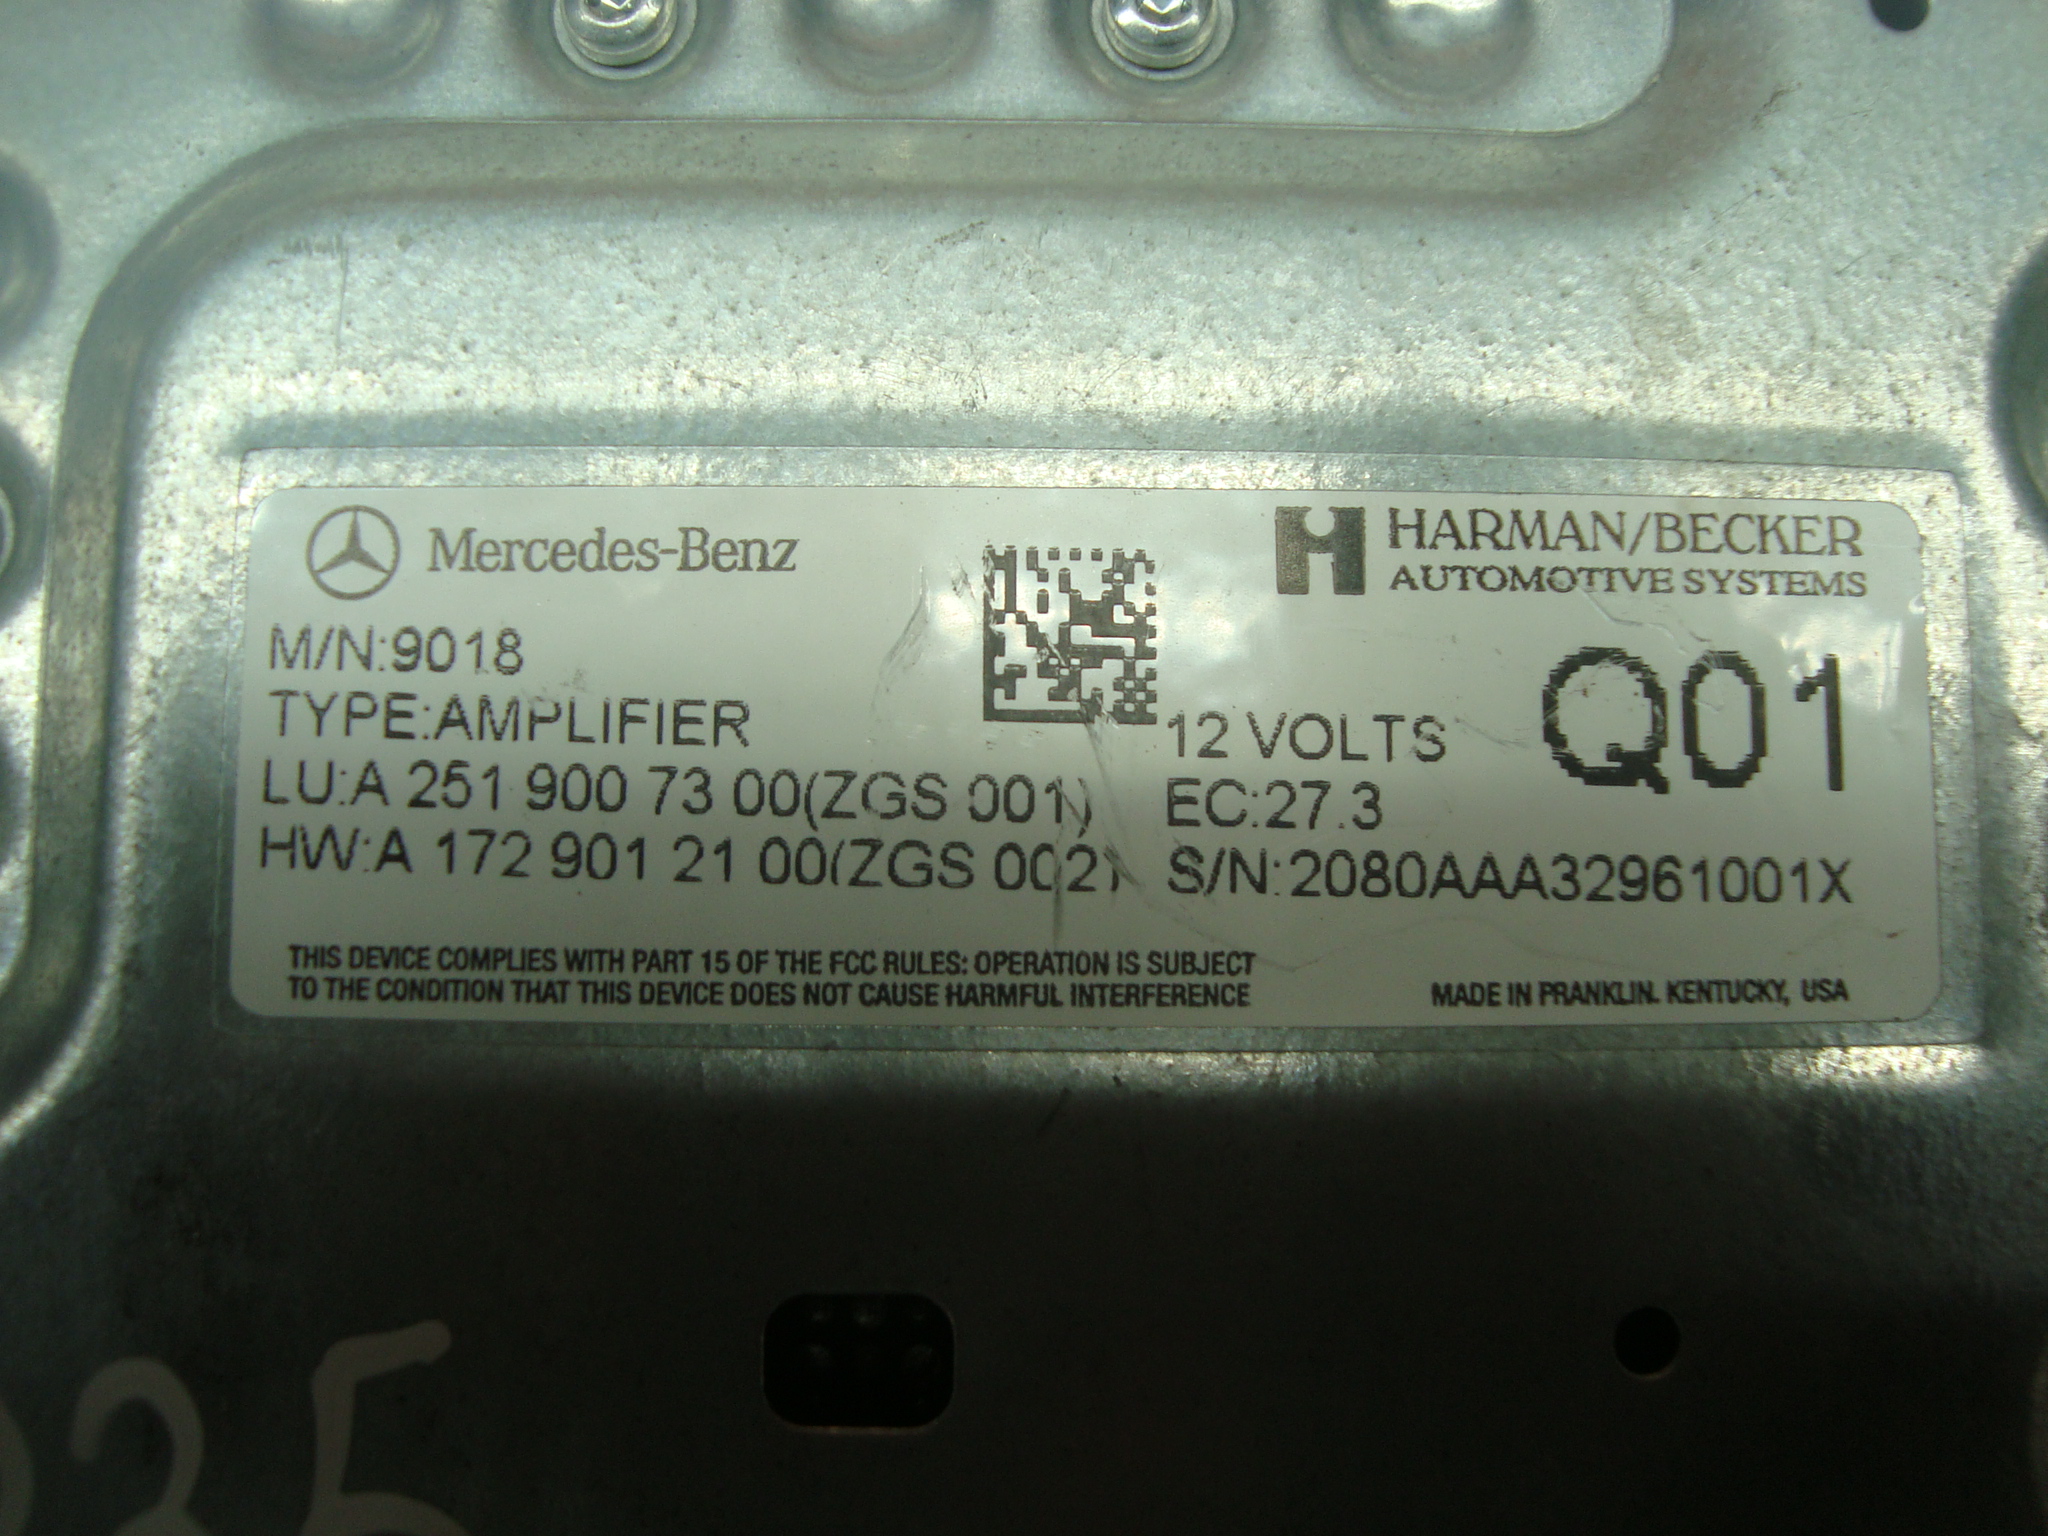 Mercedes-Benz
HARMAN/BECKER
AUTOMOTIVE SYSTEMS
M/N:9018
Q01
TYPE:AMPLIFIER
12 VOLTS
LU:A 251 900 73 00(ZGS 001)
EC:27.3
HW:A 172 901 21 00(ZGS 002)
S/N:2080AAA32961001X
THIS DEVICE COMPLIES WITH PART 15 OF THE FCC RULES: OPERATION IS SUBJECT
TO THE CONDITION THAT THIS DEVICE DOES NOT CAUSE HARMFUL INTERFERENCE
MADE IN FRANKLIN. KENTUCKY, USA